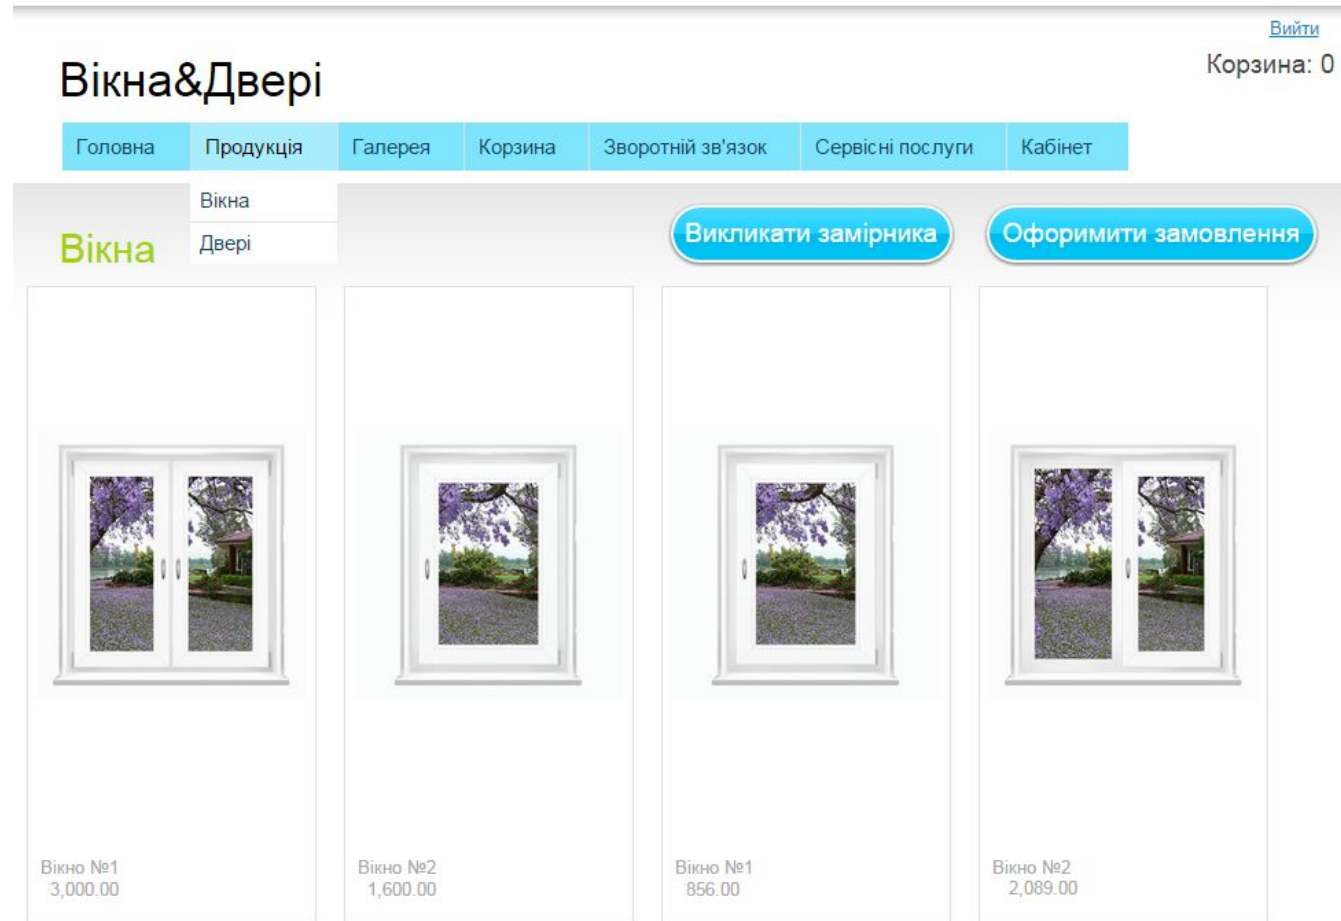 Вийти
Корзина: 0
Вікна&Двері
Головна Продукція Галерея Корзина Зворотній зв'язок Сервісні послуги Кабінет
Вікна
Двері
Вікна
Викликати замірника
Оформити замовлення
Вікно №1
3,000.00
Вікно №2
1,600.00
Вікно №1
856.00
Вікно №2
2,089.00